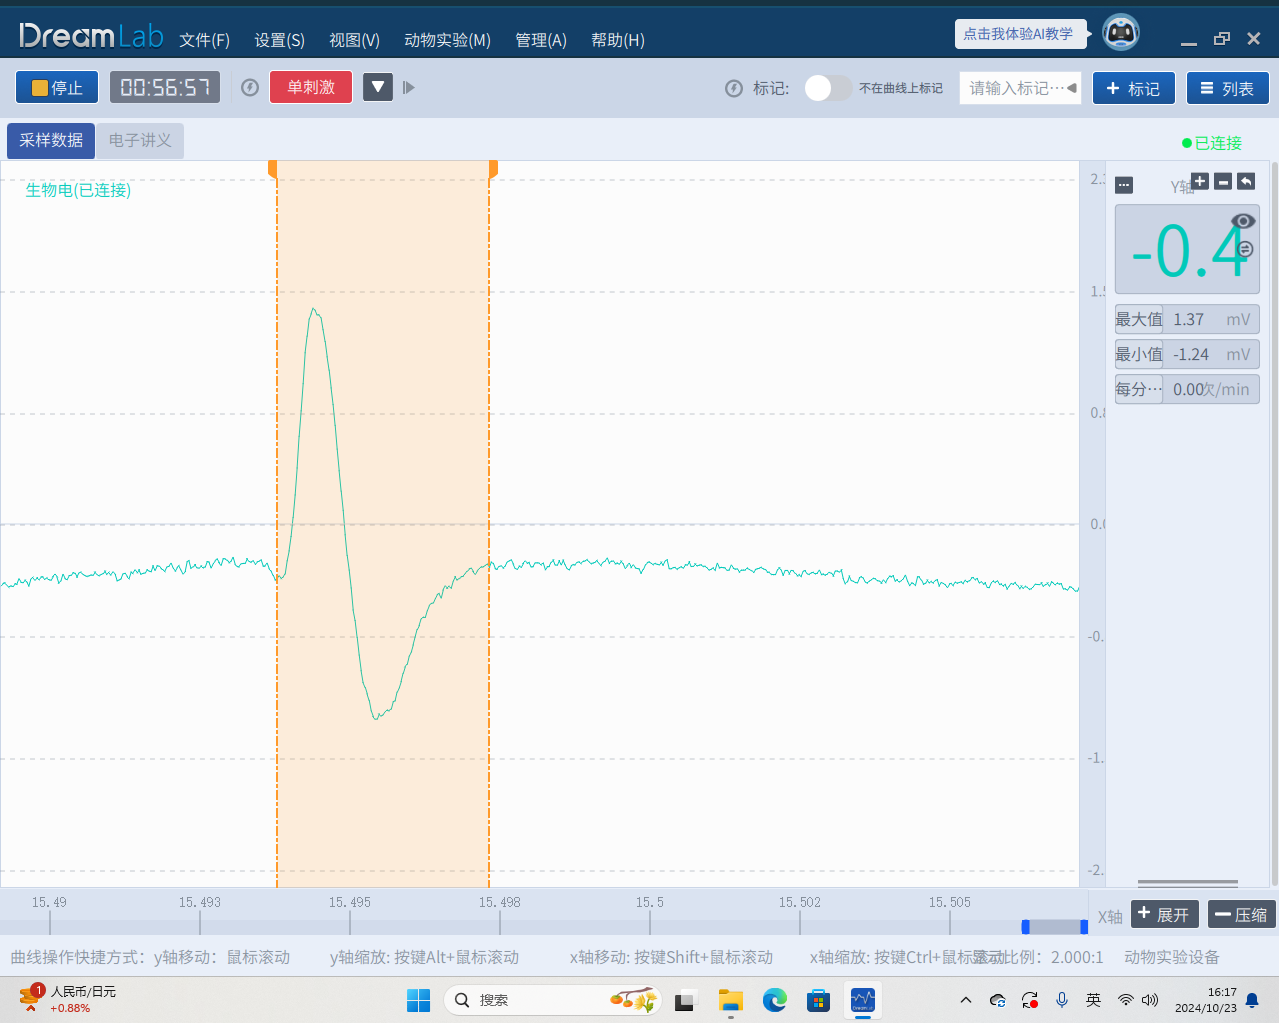 DreamLab 文件(F) 设置(S) 视图(V) 动物实验(M) 管理(A) 帮助(H) 点击我体验AI教学
停止 00:56:57 单刺激 标记: 不在曲线上标记 请输入标记… 标记 列表
采样数据 电子讲义 已连接
生物电(已连接)
Y轴
-0.4
最大值 1.37 mV
最小值 -1.24 mV
每分… 0.00次/min
1.5
0.8
0.0
-0.
-1.
-2.
15.49 15.493 15.495 15.498 15.5 15.502 15.505
X轴 展开 压缩
曲线操作快捷方式：y轴移动：鼠标滚动 y轴缩放: 按键Alt+鼠标滚动 x轴移动: 按键Shift+鼠标滚动 x轴缩放: 按键Ctrl+鼠标滚动 比例：2.000:1 动物实验设备
1 人民币/日元
+0.88%
搜索
英
16:17
2024/10/23